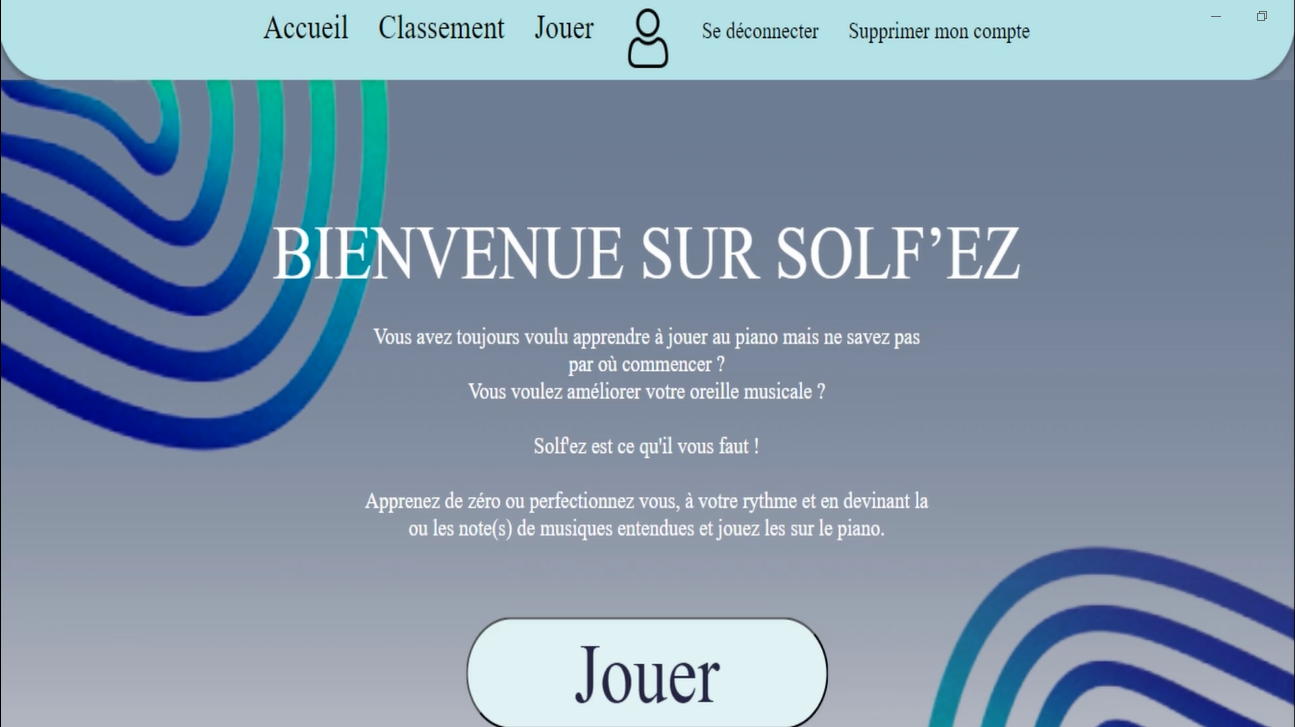 Accueil Classement Jouer Se déconnecter Supprimer mon compte
BIENVENUE SUR SOLF’EZ
Vous avez toujours voulu apprendre à jouer au piano mais ne savez pas
par où commencer ?
Vous voulez améliorer votre oreille musicale ?
Solf'ez est ce qu'il vous faut !
Apprenez de zéro ou perfectionnez vous, à votre rythme et en devinant la
ou les note(s) de musiques entendues et jouez les sur le piano.
Jouer